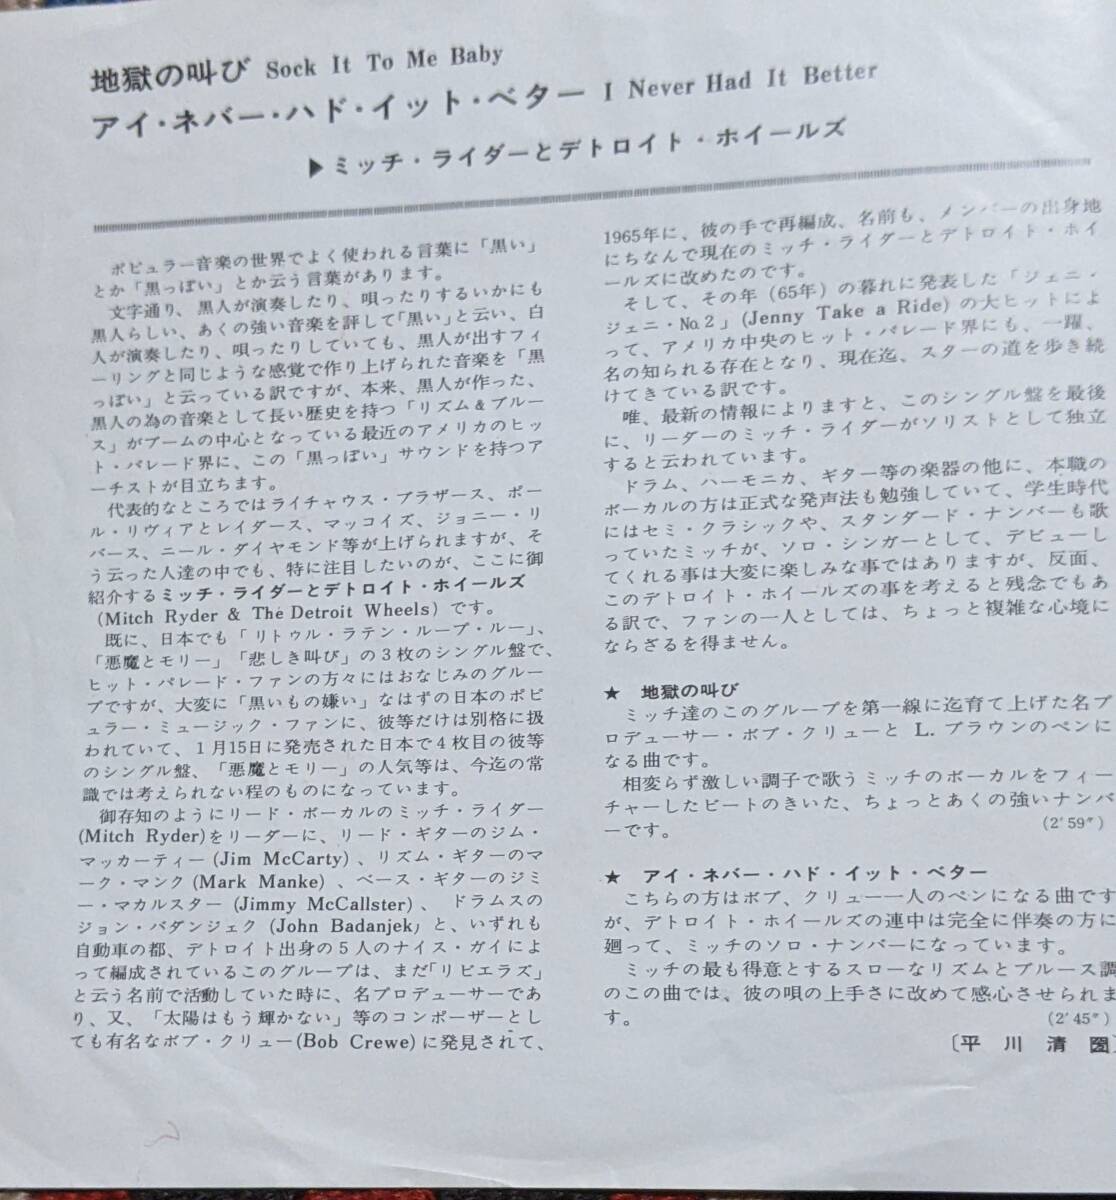 地獄の叫び Sock It To Me Baby
アイ・ネバー・ハド・イット・ベター I Never Had It Better
▶ミッチ・ライダーとデトロイト・ホイールズ
ポピュラー音楽の世界でよく使われる言葉に「黒い」
とか「黒っぽい」とか云う言葉があります。
文字通り、黒人が演奏したり、唄ったりするいかにも
黒人らしい、あくの強い音楽を評して「黒い」と云い、白
人が演奏したり、唄ったりしていても、黒人が出すフィ
ーリングと同じような感覚で作り上げられた音楽を「黒
っぽい」と云っている訳ですが、本来、黒人が作った、
黒人の為の音楽として長い歴史を持つ「リズム&ブルー
ス」がブームの中心となっている最近のアメリカのヒッ
ト・パレード界に、この「黒っぽい」サウンドを持つアー
ーチストが目立ちます。
代表的なところではライチャウス・ブラザース、ポー
ル・リヴィアとレイダース、マッコイズ、ジョニー・リ
バース、ニール・ダイヤモンド等が上げられますが、そ
う云った人達の中でも、特に注目したいのが、ここに御
紹介するミッチ・ライダーとデトロイト・ホイールズ
(Mitch Ryder & The Detroit Wheels) です。
既に、日本でも「リトゥル・ラテン・ループ・ルー」、
「悪魔とモリー」「悲しき叫び」の3枚のシングル盤で、
ヒット・パレード・ファンの方々にはおなじみのグルー
プですが、大変に「黒いもの嫌い」なはずの日本のポピ
ュラー・ミュージック・ファンに、彼等だけは別格に扱
われていて、1月15日に発売された日本で4枚目の彼等
のシングル盤、「悪魔とモリー」の人気等は、今迄の常
識では考えられない程のものになっています。
御存知のようにリード・ボーカルのミッチ・ライダー
(Mitch Ryder)をリーダーに、リード・ギターのジム・
マッカーティー(Jim McCarty)、リズム・ギターのマ
ーク・マンク(Mark Manke)、ベース・ギターのジミ
ー・マカルスター(Jimmy McCallster)、ドラムスの
ジョン・バダンジェク(John Badanjek)と、いずれも
自動車の都、デトロイト出身の5人のナイス・ガイによ
って編成されているこのグループは、まだ「リビエラズ」
と云う名前で活動していた時に、名プロデューサーであ
り、又、「太陽はもう輝かない」等のコンポーザーとし
ても有名なボブ・クリュー(Bob Crewe)に発見されて、
1965年に、彼の手で再編成、名前も、メンバーの出身地
にちなんで現在のミッチ・ライダーとデトロイト・ホイ
ールズに改めたのです。
そして、その年(65年)の暮れに発表した「ジェニ・
ジェニ・No.2」(Jenny Take a Ride)の大ヒットによ
って、アメリカ中央のヒット・パレード界にも、一躍、
名の知られる存在となり、現在迄、スターの道を歩き続
けてきている訳です。
唯、最新の情報によりますと、このシングル盤を最後
に、リーダーのミッチ・ライダーがソリストとして独立
すると云われています。
ドラム、ハーモニカ、ギター等の楽器の他に、本職の
ボーカルの方は正式な発声法も勉強していて、学生時代
にはセミ・クラシックや、スタンダード・ナンバーも歌
っていたミッチが、ソロ・シンガーとして、デビューし
てくれる事は大変に楽しみな事ではありますが、反面、
このデトロイト・ホイールズの事を考えると残念でもあ
る訳で、ファンの一人としては、ちょっと複雑な心境に
ならざるを得ません。
★ 地獄の叫び
ミッチ達のこのグループを第一線に迄育て上げた名プ
ロデューサー・ボブ・クリューと L. ブラウンのペンに
なる曲です。
相変らず激しい調子で歌うミッチのボーカルをフィー
チャーしたビートのきいた、ちょっとあくの強いナンバ
ーです。 (2′59″)
★ アイ・ネバー・ハド・イット・ベター
こちらの方はボブ、クリュー一人のペンになる曲です
が、デトロイト・ホイールズの連中は完全に伴奏の方に
廻って、ミッチのソロ・ナンバーになっています。
ミッチの最も得意とするスローなリズムとブルース調
のこの曲では、彼の唄の上手さに改めて感心させられま
す。 (2′45″)
〔平川清圀〕